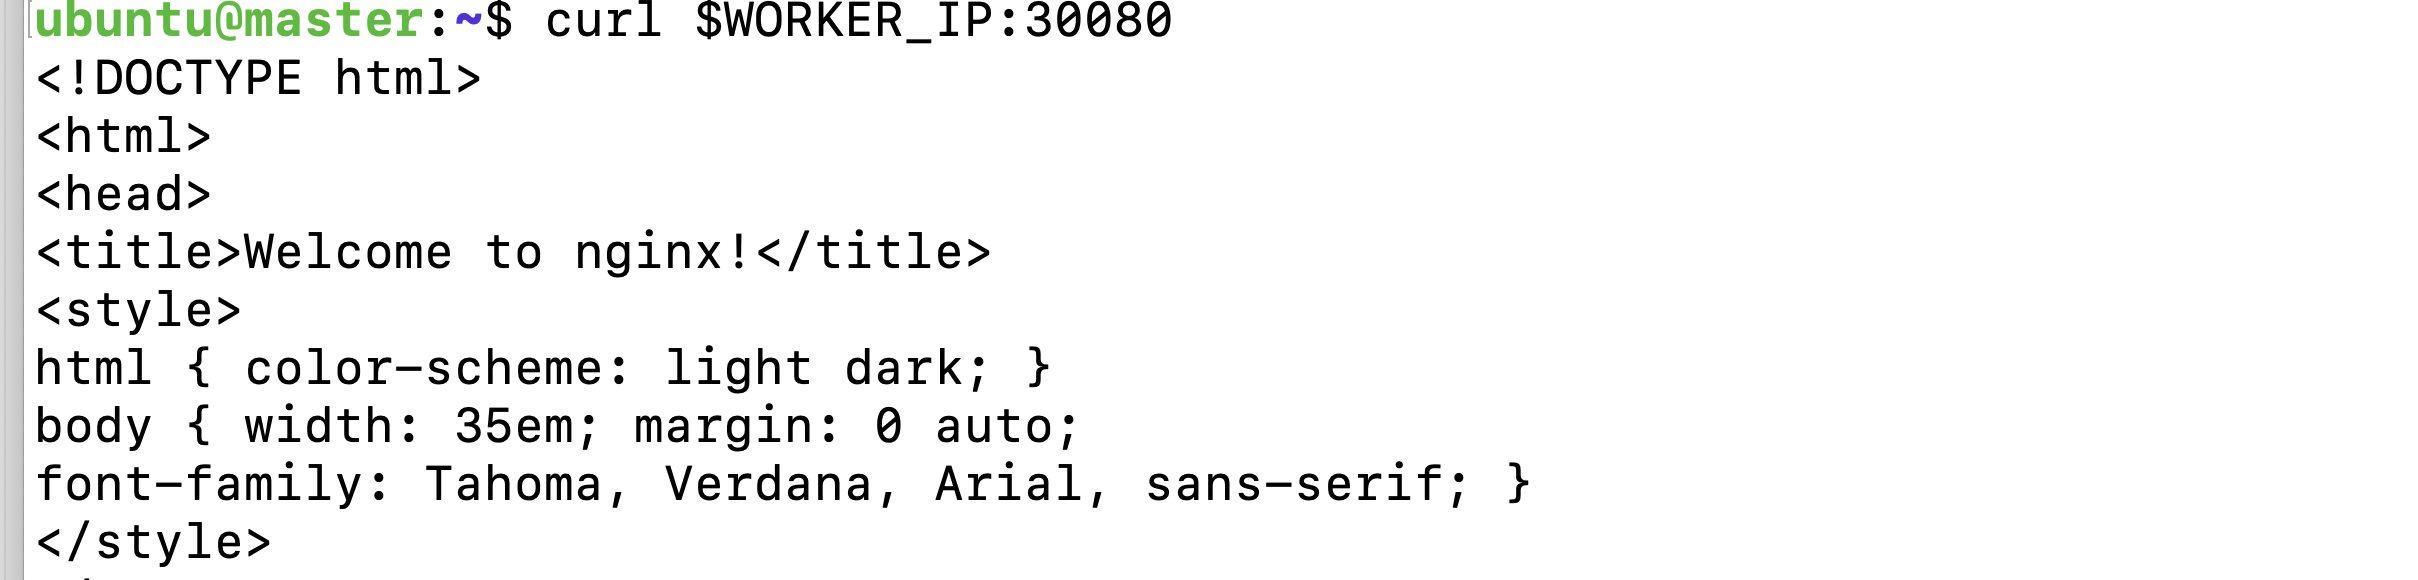 ubuntu@master:~$ curl $WORKER_IP:30080
<!DOCTYPE html>
<html>
<head>
<title>Welcome to nginx!</title>
<style>
html { color-scheme: light dark; }
body { width: 35em; margin: 0 auto;
font-family: Tahoma, Verdana, Arial, sans-serif; }
</style>